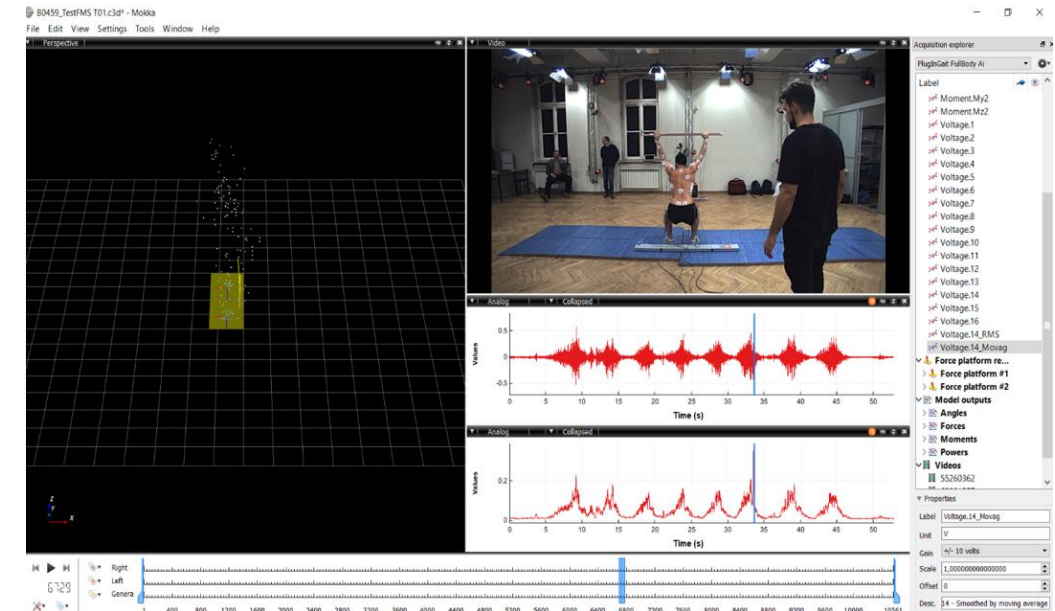 B0459_TestFMS T01.c3d* - Mokka
File Edit View Settings Tools Window Help
Perspective
Video
Acquisition explorer
PlugInGait FullBody Ai
Label
Moment.My2
Moment.Mz2
Voltage.1
Voltage.2
Voltage.3
Voltage.4
Voltage.5
Voltage.6
Voltage.7
Voltage.8
Voltage.9
Voltage.10
Voltage.11
Voltage.12
Voltage.13
Voltage.14
Voltage.15
Voltage.16
Voltage.14_RMS
Voltage.14_Movag
Force platform re...
Force platform #1
Force platform #2
Model outputs
Angles
Forces
Moments
Powers
Videos
55260362
Analog Collapsed
Values
0.5
0
-0.5
0 5 10 15 20 25 30 35 40 45 50
Time (s)
Analog Collapsed
Values
0.2
0
0 5 10 15 20 25 30 35 40 45 50
Time (s)
z
y
x
Properties
Label Voltage.14_Movag
Unit V
Gain +/- 10 volts
Scale 1,000000000000000
Offset 0
Desc. 14 - Smoothed by moving average
6729
Right
Left
Genera
1 400 800 1200 1600 2000 2400 2800 3200 3600 4000 4400 4800 5200 5600 6000 6400 6800 7200 7600 8000 8400 8800 9200 9600 10000 10561